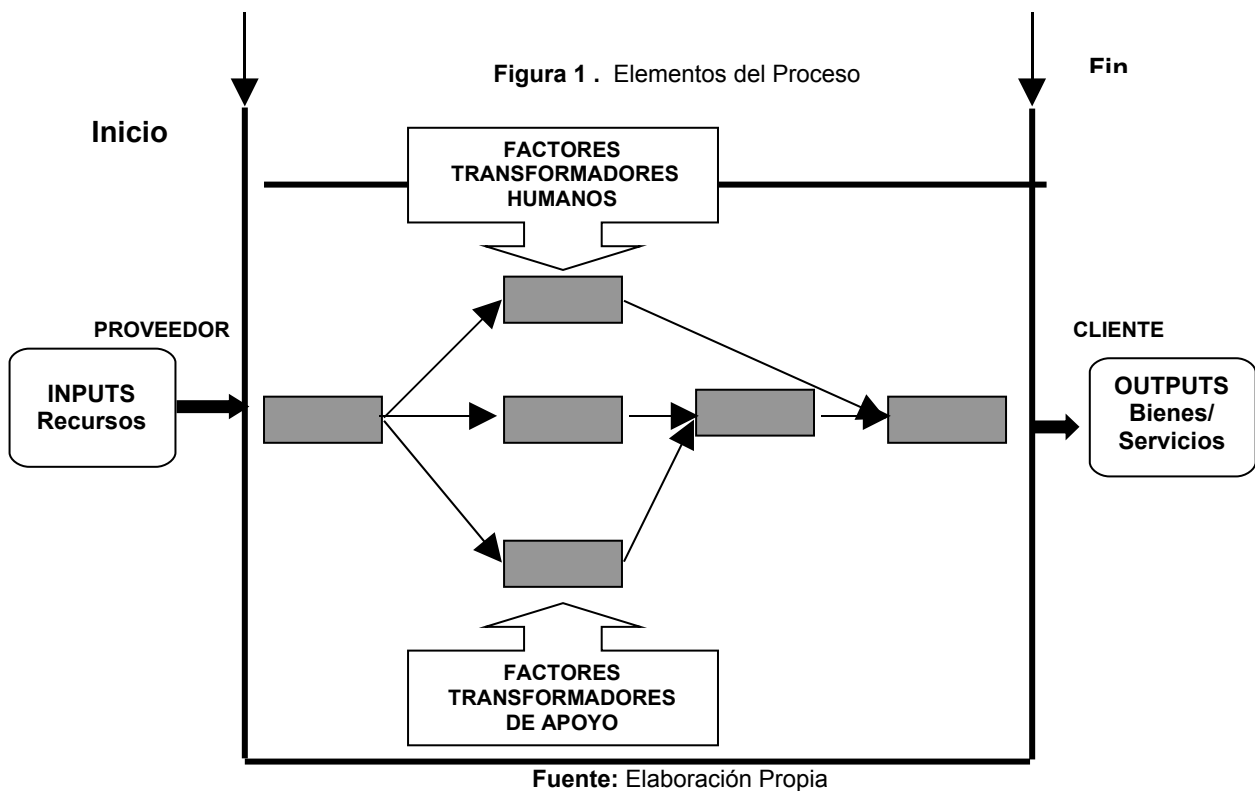 Figura 1 . Elementos del Proceso
Fin
Inicio
FACTORES
TRANSFORMADORES
HUMANOS
PROVEEDOR
CLIENTE
INPUTS
Recursos
OUTPUTS
Bienes/
Servicios
FACTORES
TRANSFORMADORES
DE APOYO
Fuente: Elaboración Propia